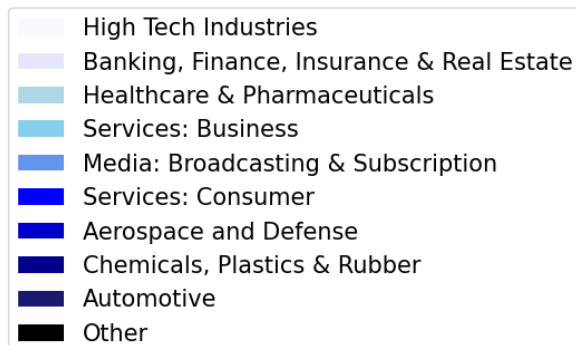 High Tech Industries
Banking, Finance, Insurance & Real Estate
Healthcare & Pharmaceuticals
Services: Business
Media: Broadcasting & Subscription
Services: Consumer
Aerospace and Defense
Chemicals, Plastics & Rubber
Automotive
Other